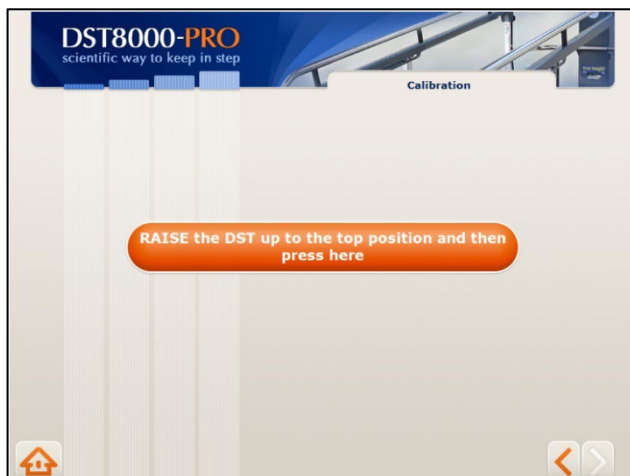 DST8000-PRO
scientific way to keep in step
Calibration
RAISE the DST up to the top position and then
press here